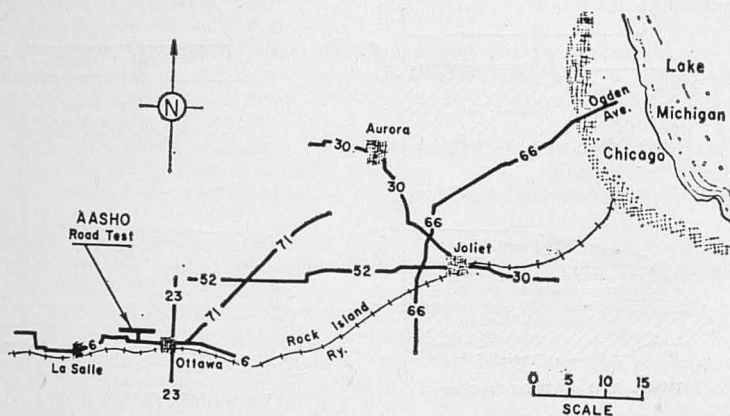 Lake
Michigan
Ogden
Ave.
Chicago
N
Aurora
30
66
30
AASHO
Road Test
71
66
Joliet
52
52
30
23
71
66
Rock Island
Ry.
6
6
La Salle
Ottawa
23
0 5 10 15
SCALE